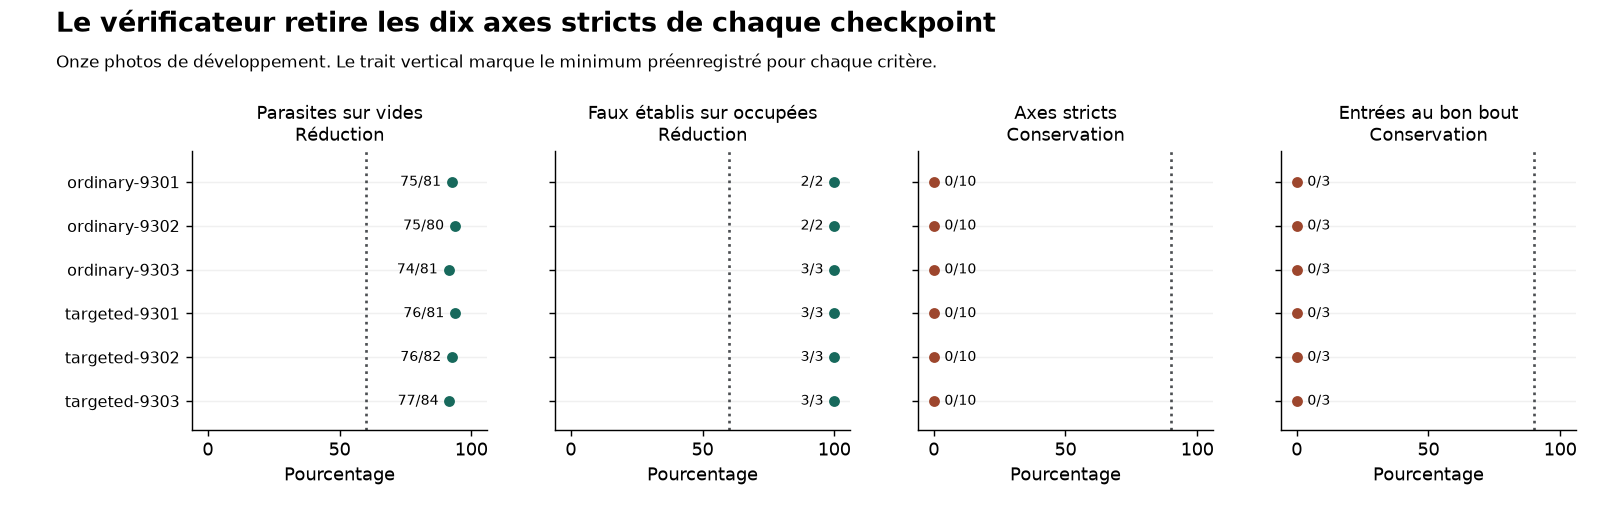 Le vérificateur retire les dix axes stricts de chaque checkpoint
Onze photos de développement. Le trait vertical marque le minimum préenregistré pour chaque critère.
Parasites sur vides
Réduction
Faux établis sur occupées
Réduction
Axes stricts
Conservation
Entrées au bon bout
Conservation
ordinary-9301 75/81 2/2 0/10 0/3
ordinary-9302 75/80 2/2 0/10 0/3
ordinary-9303 74/81 3/3 0/10 0/3
targeted-9301 76/81 3/3 0/10 0/3
targeted-9302 76/82 3/3 0/10 0/3
targeted-9303 77/84 3/3 0/10 0/3
0 50 100 0 50 100 0 50 100 0 50 100
Pourcentage Pourcentage Pourcentage Pourcentage